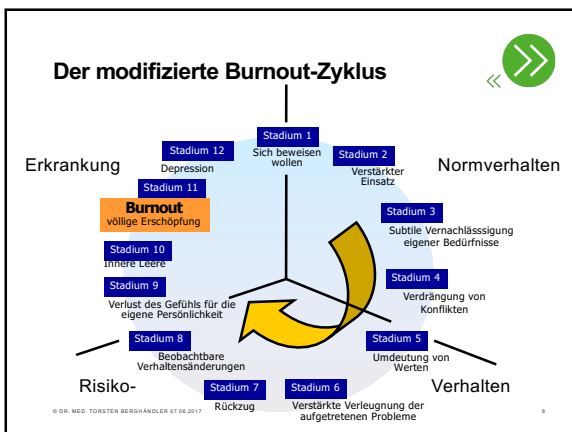 Der modifizierte Burnout-Zyklus
Stadium 1
Sich beweisen
wollen
Stadium 2
Verstärkter
Einsatz
Normverhalten
Stadium 3
Subtile Vernachlässsigung
eigener Bedürfnisse
Stadium 4
Verdrängung von
Konflikten
Stadium 5
Umdeutung von
Werten
Verhalten
Stadium 6
Verstärkte Verleugnung der
aufgetretenen Probleme
Stadium 7
Rückzug
Stadium 8
Beobachtbare
Verhaltensänderungen
Risiko-
Stadium 9
Verlust des Gefühls für die
eigene Persönlichkeit
Stadium 10
Innere Leere
Stadium 11
Burnout
völlige Erschöpfung
Stadium 12
Depression
Erkrankung
© DR. MED. TORSTEN BERGHÄNDLER 07.06.2017
8